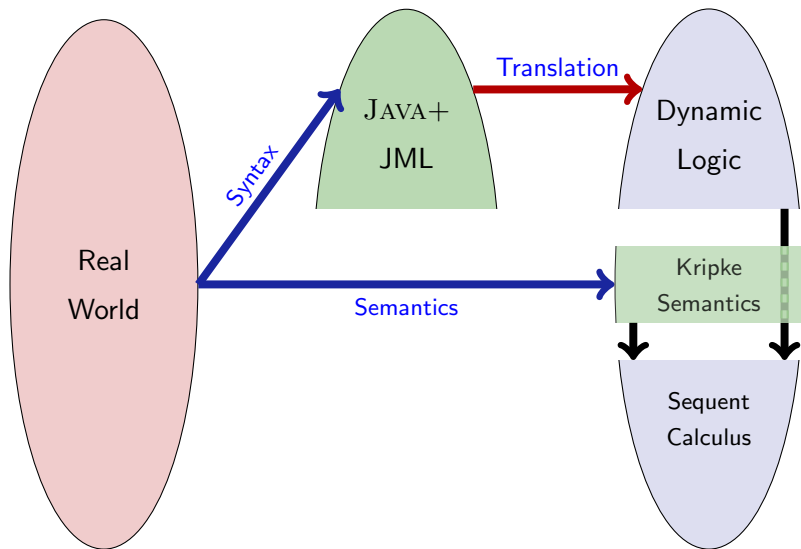 Real
World
Syntax
JAVA+
JML
Translation
Dynamic
Logic
Semantics
Kripke
Semantics
Sequent
Calculus